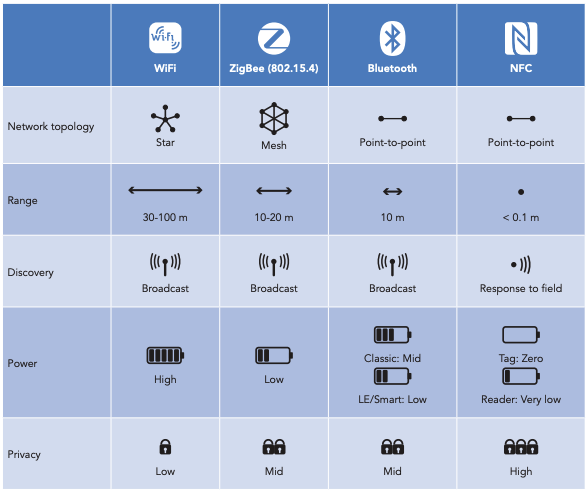 WiFi
WiFi
ZigBee (802.15.4)
Bluetooth
NFC
Network topology
Star
Mesh
Point-to-point
Point-to-point
Range
30-100 m
10-20 m
10 m
< 0.1 m
Discovery
Broadcast
Broadcast
Broadcast
Response to field
Power
High
Low
Classic: Mid
LE/Smart: Low
Tag: Zero
Reader: Very low
Privacy
Low
Mid
Mid
High